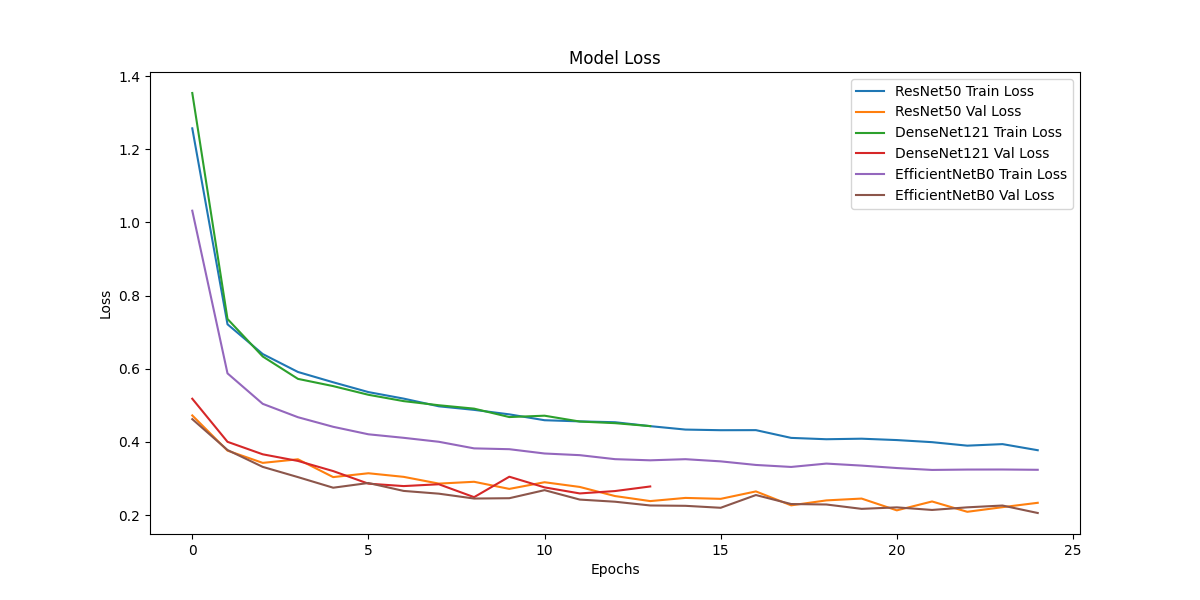 Model Loss
1.4
1.2
1.0
0.8
0.6
0.4
0.2
Loss
ResNet50 Train Loss
ResNet50 Val Loss
DenseNet121 Train Loss
DenseNet121 Val Loss
EfficientNetB0 Train Loss
EfficientNetB0 Val Loss
0 5 10 15 20 25
Epochs